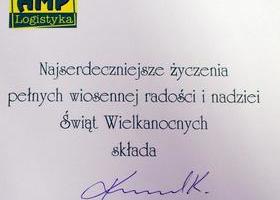 AMP
Logistyka
Najserdeczniejsze życzenia
pełnych wiosennej radości i nadziei
Świąt Wielkanocnych
składa